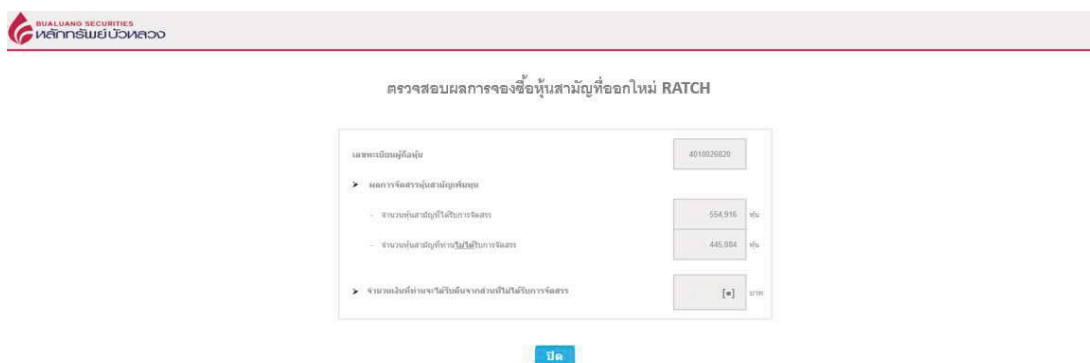 BUALUANG SECURITIES
หลักทรัพย์บัวหลวง
ตรวจสอบผลการจองซื้อหุ้นสามัญที่ออกใหม่ RATCH
เลขทะเบียนผู้ถือหุ้น 4010026820
➤ ผลการจัดสรรหุ้นสามัญเพิ่มทุน
- จำนวนหุ้นสามัญที่ได้รับการจัดสรร 554,916 หุ้น
- จำนวนหุ้นสามัญที่ท่านไม่ได้รับการจัดสรร 445,084 หุ้น
➤ จำนวนเงินที่ท่านจะได้รับคืนจากส่วนที่ไม่ได้รับการจัดสรร [●] บาท
ปิด